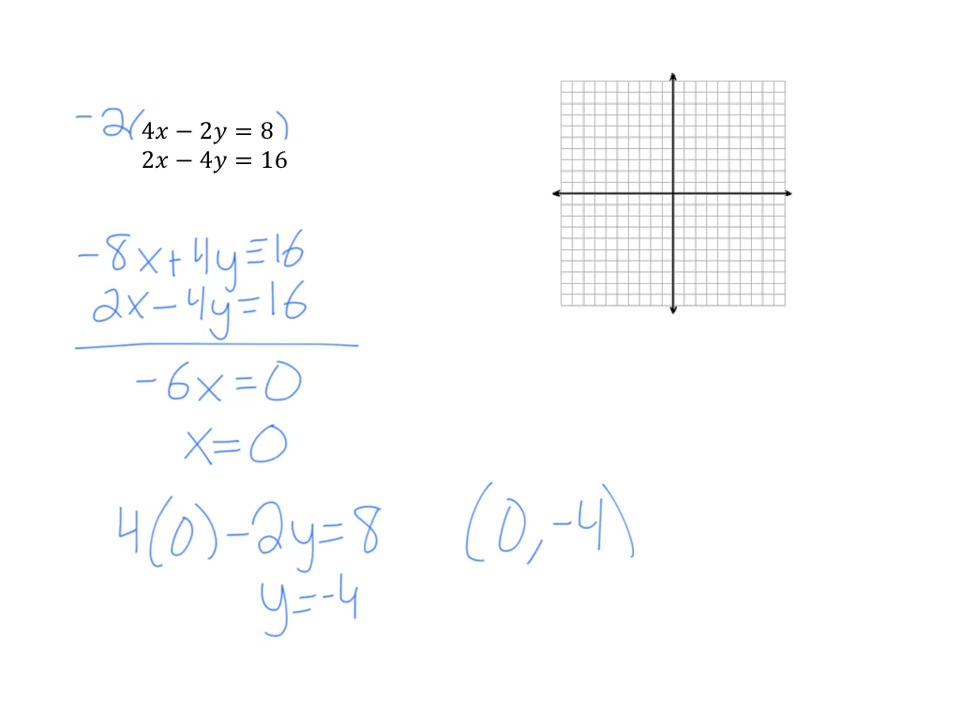 -2(4x − 2y = 8)
2x − 4y = 16
-8x+4y=16
2x-4y=16
-6x=0
x=0
4(0)-2y=8
y=-4
(0,-4)